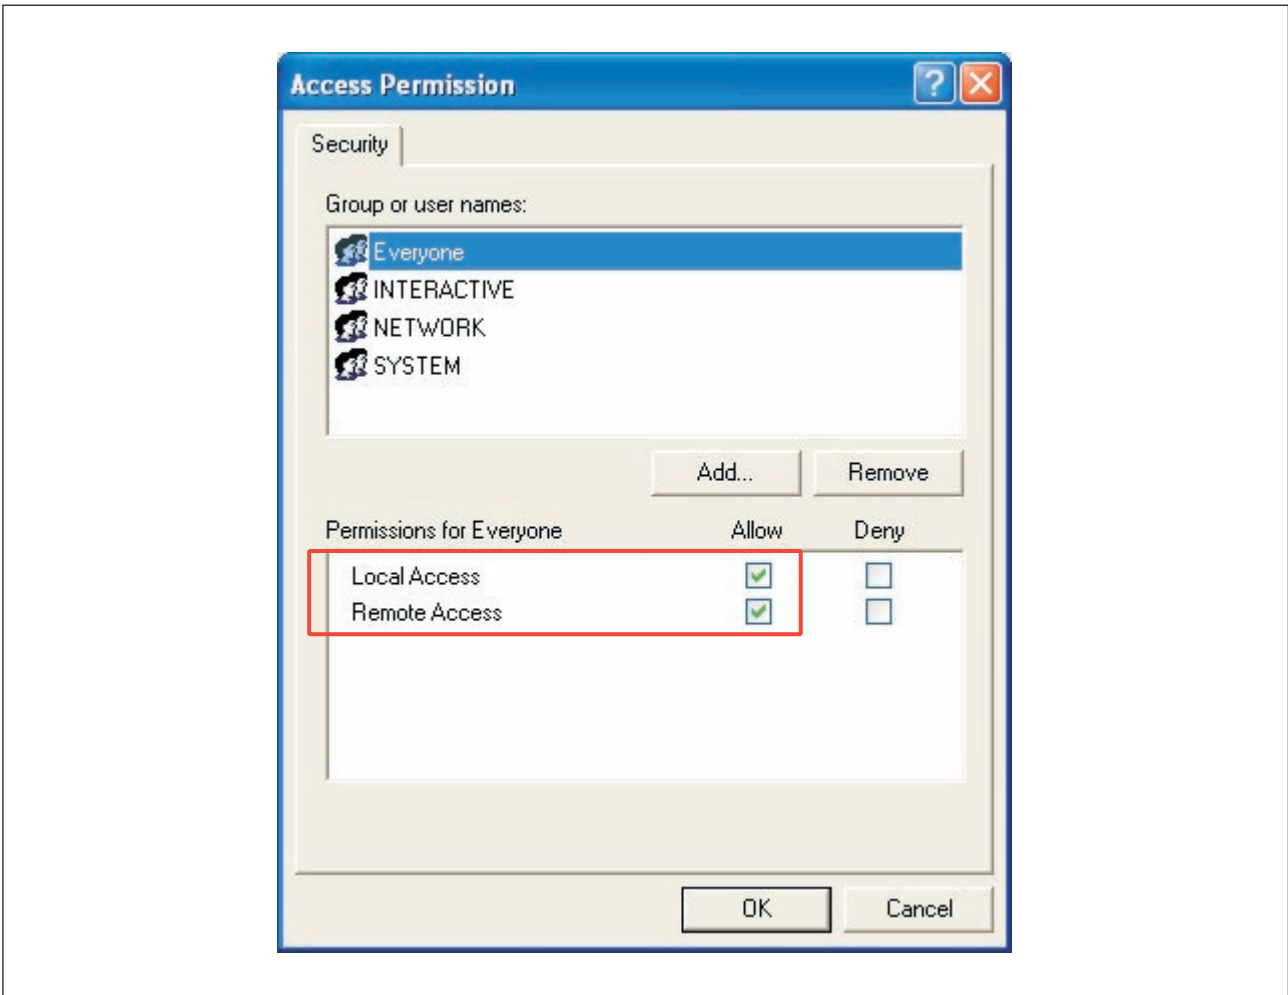 Access Permission
Security
Group or user names:
Everyone
INTERACTIVE
NETWORK
SYSTEM
Add... Remove
Permissions for Everyone Allow Deny
Local Access
Remote Access
OK Cancel